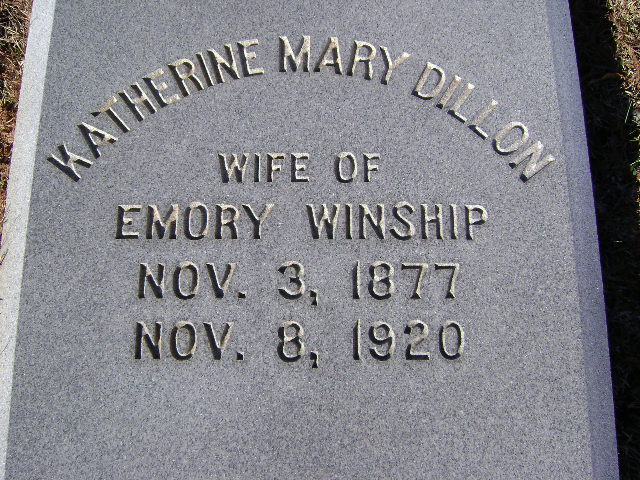 KATHERINE MARY DILLON
WIFE OF
EMORY WINSHIP
NOV. 3, 1877
NOV. 8, 1920